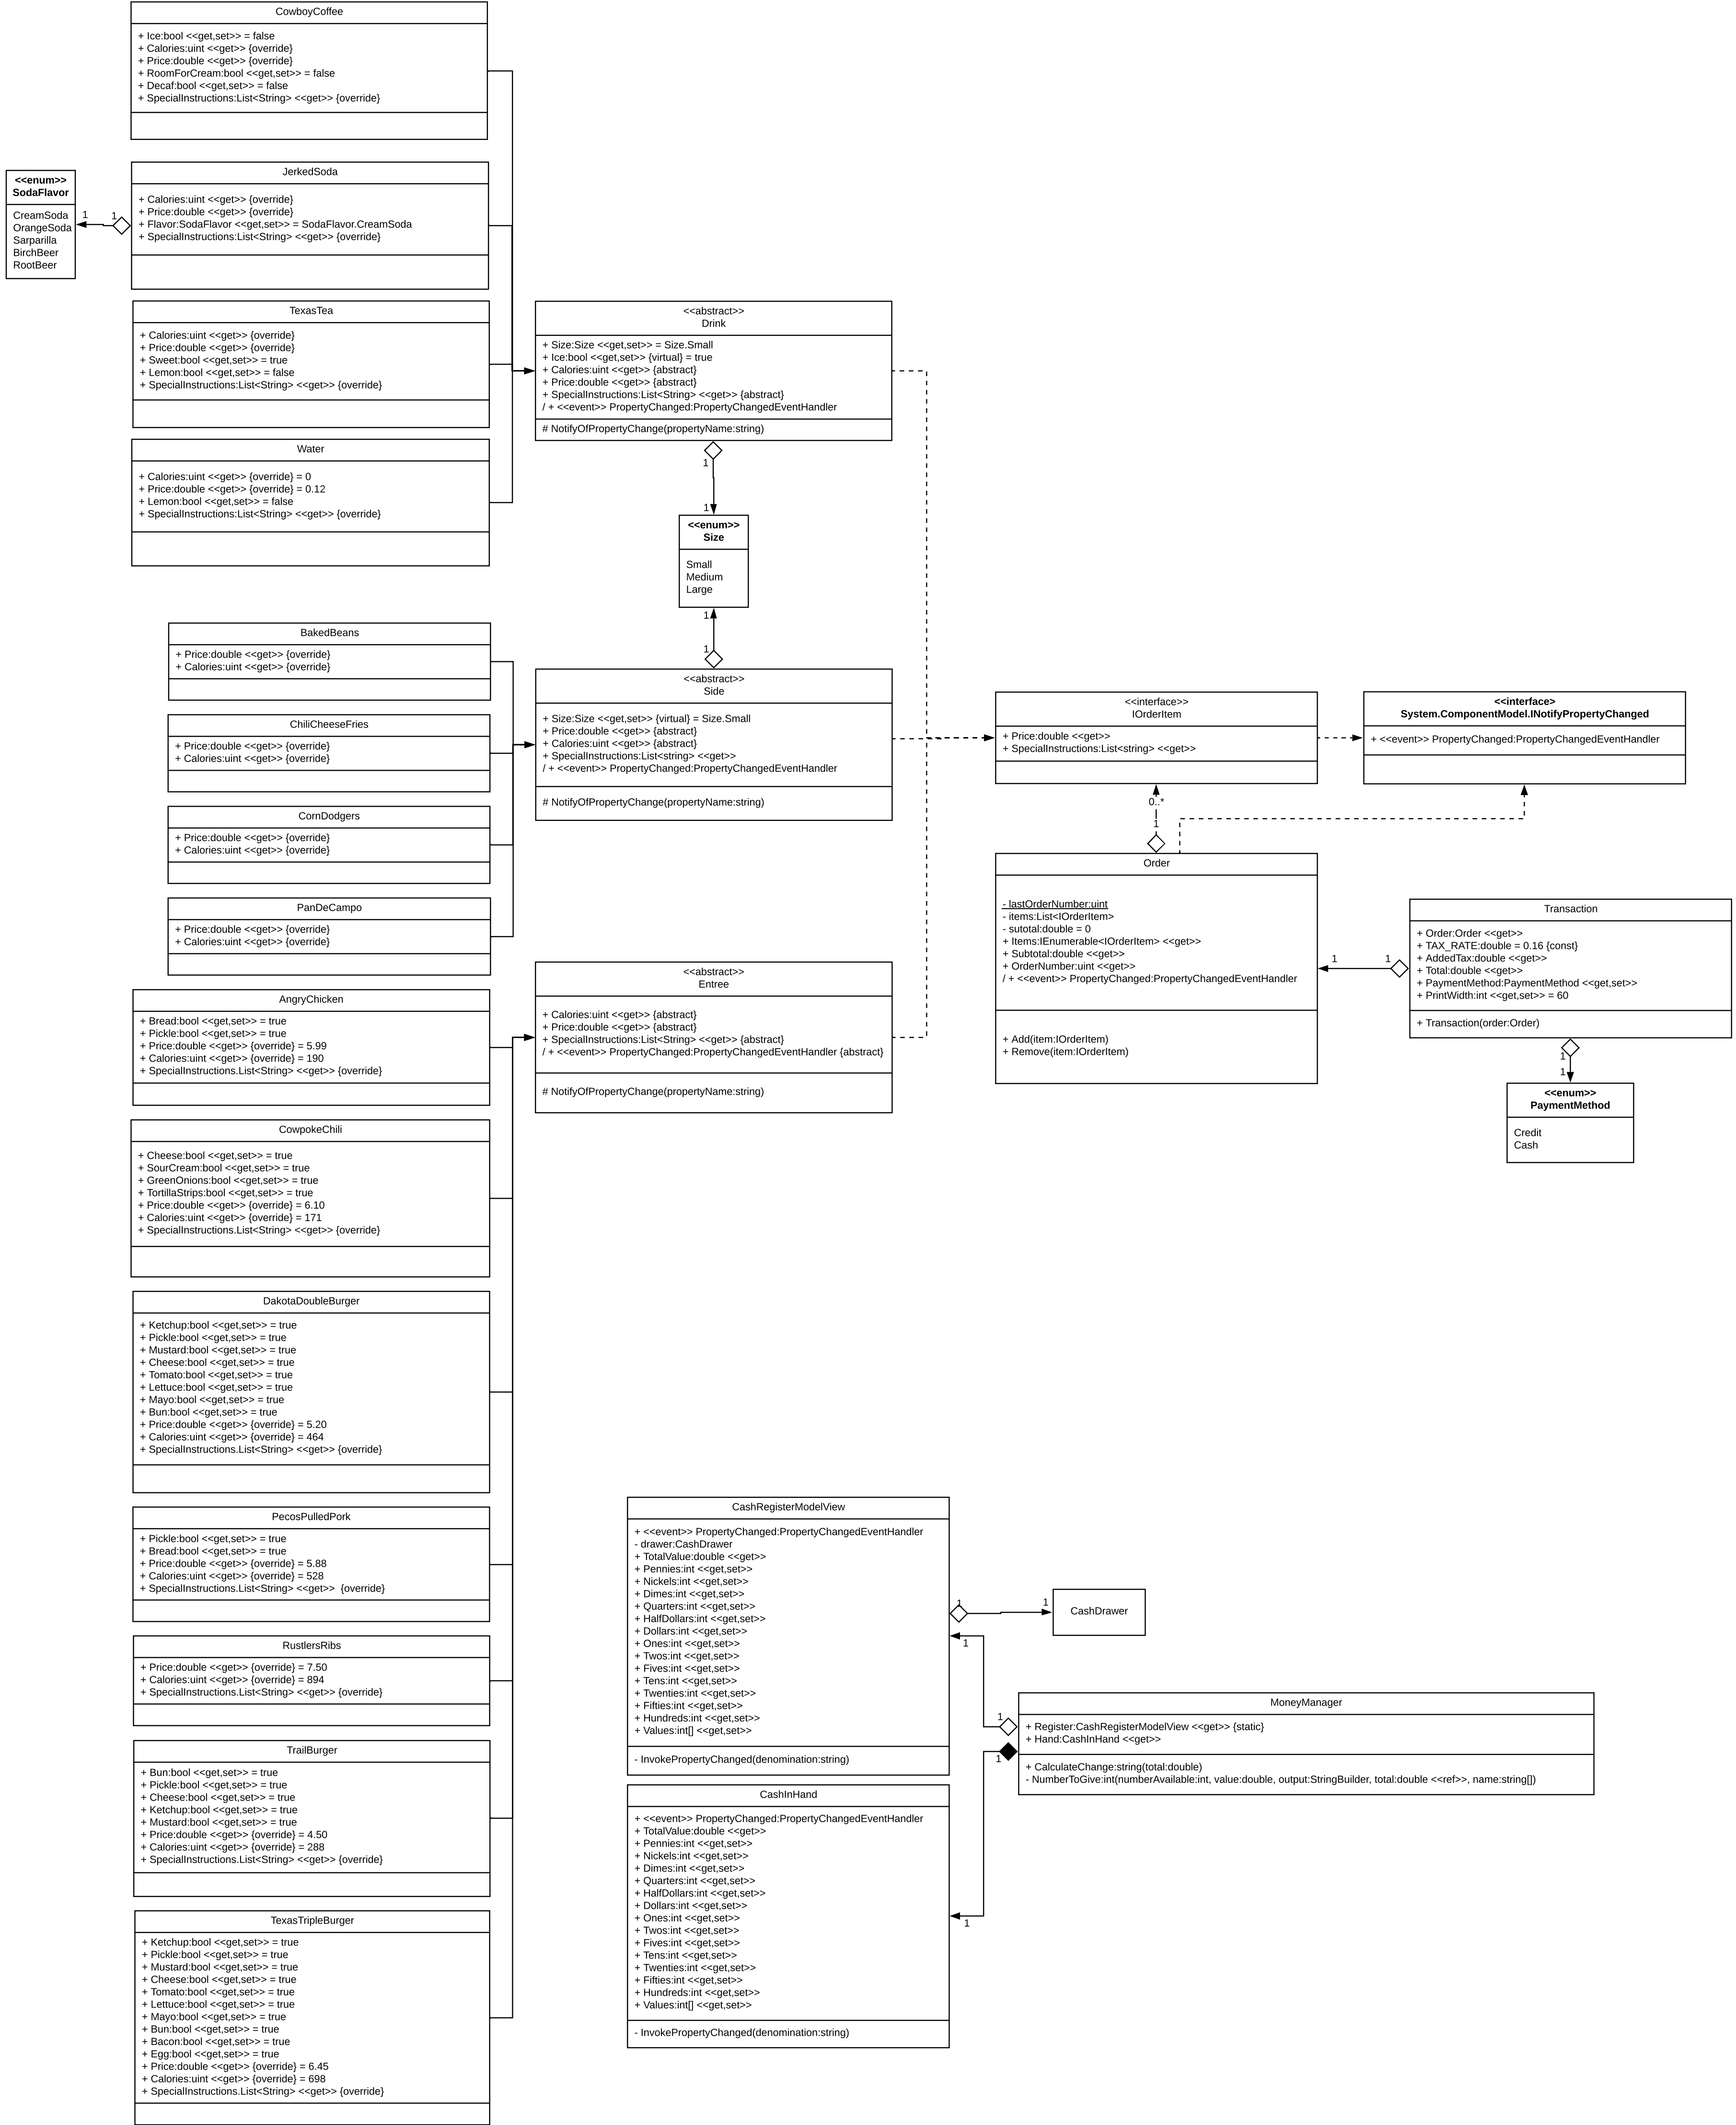 CowboyCoffee
+ Ice:bool <<get,set>> = false
+ Calories:uint <<get>> {override}
+ Price:double <<get>> {override}
+ RoomForCream:bool <<get,set>> = false
+ Decaf:bool <<get,set>> = false
+ SpecialInstructions:List<String> <<get>> {override}
<<enum>>
SodaFlavor
CreamSoda
OrangeSoda
Sarparilla
BirchBeer
RootBeer
1
1
JerkedSoda
+ Calories:uint <<get>> {override}
+ Price:double <<get>> {override}
+ Flavor:SodaFlavor <<get,set>> = SodaFlavor.CreamSoda
+ SpecialInstructions:List<String> <<get>> {override}
TexasTea
+ Calories:uint <<get>> {override}
+ Price:double <<get>> {override}
+ Sweet:bool <<get,set>> = true
+ Lemon:bool <<get,set>> = false
+ SpecialInstructions:List<String> <<get>> {override}
Water
+ Calories:uint <<get>> {override} = 0
+ Price:double <<get>> {override} = 0.12
+ Lemon:bool <<get,set>> = false
+ SpecialInstructions:List<String> <<get>> {override}
<<abstract>>
Drink
+ Size:Size <<get,set>> = Size.Small
+ Ice:bool <<get,set>> {virtual} = true
+ Calories:uint <<get>> {abstract}
+ Price:double <<get>> {abstract}
+ SpecialInstructions:List<String> <<get>> {abstract}
/ + <<event>> PropertyChanged:PropertyChangedEventHandler
# NotifyOfPropertyChange(propertyName:string)
1
1
<<enum>>
Size
Small
Medium
Large
1
1
BakedBeans
+ Price:double <<get>> {override}
+ Calories:uint <<get>> {override}
ChiliCheeseFries
+ Price:double <<get>> {override}
+ Calories:uint <<get>> {override}
CornDodgers
+ Price:double <<get>> {override}
+ Calories:uint <<get>> {override}
PanDeCampo
+ Price:double <<get>> {override}
+ Calories:uint <<get>> {override}
<<abstract>>
Side
+ Size:Size <<get,set>> {virtual} = Size.Small
+ Price:double <<get>> {abstract}
+ Calories:uint <<get>> {abstract}
+ SpecialInstructions:List<string> <<get>>
/ + <<event>> PropertyChanged:PropertyChangedEventHandler
# NotifyOfPropertyChange(propertyName:string)
<<interface>>
IOrderItem
+ Price:double <<get>>
+ SpecialInstructions:List<string> <<get>>
<<interface>
System.ComponentModel.INotifyPropertyChanged
+ <<event>> PropertyChanged:PropertyChangedEventHandler
0..*
1
Order
- lastOrderNumber:uint
- items:List<IOrderItem>
- sutotal:double = 0
+ Items:IEnumerable<IOrderItem> <<get>>
+ Subtotal:double <<get>>
+ OrderNumber:uint <<get>>
/ + <<event>> PropertyChanged:PropertyChangedEventHandler
+ Add(item:IOrderItem)
+ Remove(item:IOrderItem)
1
1
Transaction
+ Order:Order <<get>>
+ TAX_RATE:double = 0.16 {const}
+ AddedTax:double <<get>>
+ Total:double <<get>>
+ PaymentMethod:PaymentMethod <<get,set>>
+ PrintWidth:int <<get,set>> = 60
+ Transaction(order:Order)
1
1
<<enum>>
PaymentMethod
Credit
Cash
<<abstract>>
Entree
+ Calories:uint <<get>> {abstract}
+ Price:double <<get>> {abstract}
+ SpecialInstructions:List<String> <<get>> {abstract}
/ + <<event>> PropertyChanged:PropertyChangedEventHandler {abstract}
# NotifyOfPropertyChange(propertyName:string)
AngryChicken
+ Bread:bool <<get,set>> = true
+ Pickle:bool <<get,set>> = true
+ Price:double <<get>> {override} = 5.99
+ Calories:uint <<get>> {override} = 190
+ SpecialInstructions.List<String> <<get>> {override}
CowpokeChili
+ Cheese:bool <<get,set>> = true
+ SourCream:bool <<get,set>> = true
+ GreenOnions:bool <<get,set>> = true
+ TortillaStrips:bool <<get,set>> = true
+ Price:double <<get>> {override} = 6.10
+ Calories:uint <<get>> {override} = 171
+ SpecialInstructions.List<String> <<get>> {override}
DakotaDoubleBurger
+ Ketchup:bool <<get,set>> = true
+ Pickle:bool <<get,set>> = true
+ Mustard:bool <<get,set>> = true
+ Cheese:bool <<get,set>> = true
+ Tomato:bool <<get,set>> = true
+ Lettuce:bool <<get,set>> = true
+ Mayo:bool <<get,set>> = true
+ Bun:bool <<get,set>> = true
+ Price:double <<get>> {override} = 5.20
+ Calories:uint <<get>> {override} = 464
+ SpecialInstructions.List<String> <<get>> {override}
PecosPulledPork
+ Pickle:bool <<get,set>> = true
+ Bread:bool <<get,set>> = true
+ Price:double <<get>> {override} = 5.88
+ Calories:uint <<get>> {override} = 528
+ SpecialInstructions.List<String> <<get>>  {override}
RustlersRibs
+ Price:double <<get>> {override} = 7.50
+ Calories:uint <<get>> {override} = 894
+ SpecialInstructions.List<String> <<get>> {override}
TrailBurger
+ Bun:bool <<get,set>> = true
+ Pickle:bool <<get,set>> = true
+ Cheese:bool <<get,set>> = true
+ Ketchup:bool <<get,set>> = true
+ Mustard:bool <<get,set>> = true
+ Price:double <<get>> {override} = 4.50
+ Calories:uint <<get>> {override} = 288
+ SpecialInstructions.List<String> <<get>> {override}
TexasTripleBurger
+ Ketchup:bool <<get,set>> = true
+ Pickle:bool <<get,set>> = true
+ Mustard:bool <<get,set>> = true
+ Cheese:bool <<get,set>> = true
+ Tomato:bool <<get,set>> = true
+ Lettuce:bool <<get,set>> = true
+ Mayo:bool <<get,set>> = true
+ Bun:bool <<get,set>> = true
+ Bacon:bool <<get,set>> = true
+ Egg:bool <<get,set>> = true
+ Price:double <<get>> {override} = 6.45
+ Calories:uint <<get>> {override} = 698
+ SpecialInstructions.List<String> <<get>> {override}
CashRegisterModelView
+ <<event>> PropertyChanged:PropertyChangedEventHandler
- drawer:CashDrawer
+ TotalValue:double <<get>>
+ Pennies:int <<get,set>>
+ Nickels:int <<get,set>>
+ Dimes:int <<get,set>>
+ Quarters:int <<get,set>>
+ HalfDollars:int <<get,set>>
+ Dollars:int <<get,set>>
+ Ones:int <<get,set>>
+ Twos:int <<get,set>>
+ Fives:int <<get,set>>
+ Tens:int <<get,set>>
+ Twenties:int <<get,set>>
+ Fifties:int <<get,set>>
+ Hundreds:int <<get,set>>
+ Values:int[] <<get,set>>
- InvokePropertyChanged(denomination:string)
1
1
CashDrawer
1
1
1
1
MoneyManager
+ Register:CashRegisterModelView <<get>> {static}
+ Hand:CashInHand <<get>>
+ CalculateChange:string(total:double)
- NumberToGive:int(numberAvailable:int, value:double, output:StringBuilder, total:double <<ref>>, name:string[])
CashInHand
+ <<event>> PropertyChanged:PropertyChangedEventHandler
+ TotalValue:double <<get>>
+ Pennies:int <<get,set>>
+ Nickels:int <<get,set>>
+ Dimes:int <<get,set>>
+ Quarters:int <<get,set>>
+ HalfDollars:int <<get,set>>
+ Dollars:int <<get,set>>
+ Ones:int <<get,set>>
+ Twos:int <<get,set>>
+ Fives:int <<get,set>>
+ Tens:int <<get,set>>
+ Twenties:int <<get,set>>
+ Fifties:int <<get,set>>
+ Hundreds:int <<get,set>>
+ Values:int[] <<get,set>>
- InvokePropertyChanged(denomination:string)